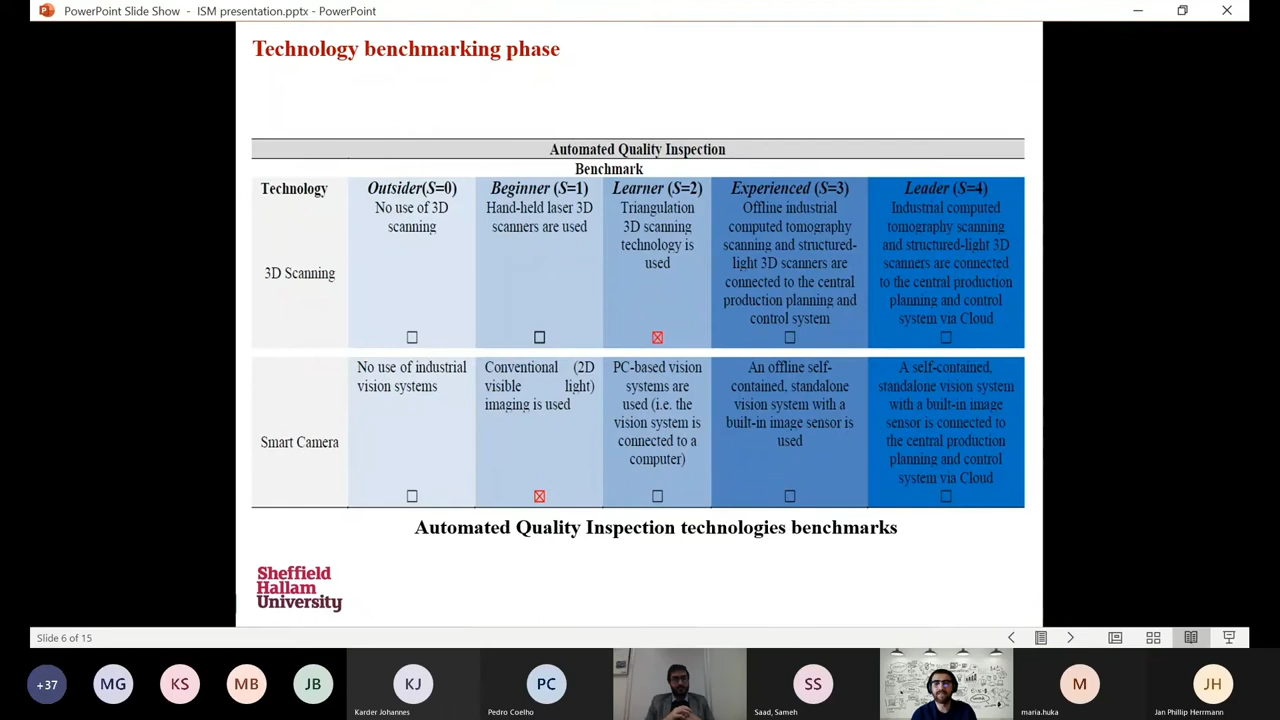 PowerPoint Slide Show - ISM presentation.pptx - PowerPoint
Technology benchmarking phase
Automated Quality Inspection
Benchmark
Technology
Outsider(S=0)
Beginner (S=1)
Learner (S=2)
Experienced (S=3)
Leader (S=4)
3D Scanning
No use of 3D
scanning
Hand-held laser 3D
scanners are used
Triangulation
3D scanning
technology is
used
Offline industrial
computed tomography
scanning and structured-
light 3D scanners are
connected to the central
production planning and
control system
Industrial computed
tomography scanning
and structured-light 3D
scanners are connected
to the central production
planning and control
system via Cloud
☐
☐
☒
☐
☐
Smart Camera
No use of industrial
vision systems
Conventional (2D
visible light)
imaging is used
PC-based vision
systems are
used (i.e. the
vision system is
connected to a
computer)
An offline self-
contained, standalone
vision system with a
built-in image sensor is
used
A self-contained,
standalone vision system
with a built-in image
sensor is connected to
the central production
planning and control
system via Cloud
☐
☒
☐
☐
☐
Automated Quality Inspection technologies benchmarks
Sheffield
Hallam
University
Slide 6 of 15
+37
MG
KS
MB
JB
KJ
Karder Johannes
PC
Pedro Coelho
SS
Saad, Sameh
M
maria.huka
JH
Jan Phillip Hermann